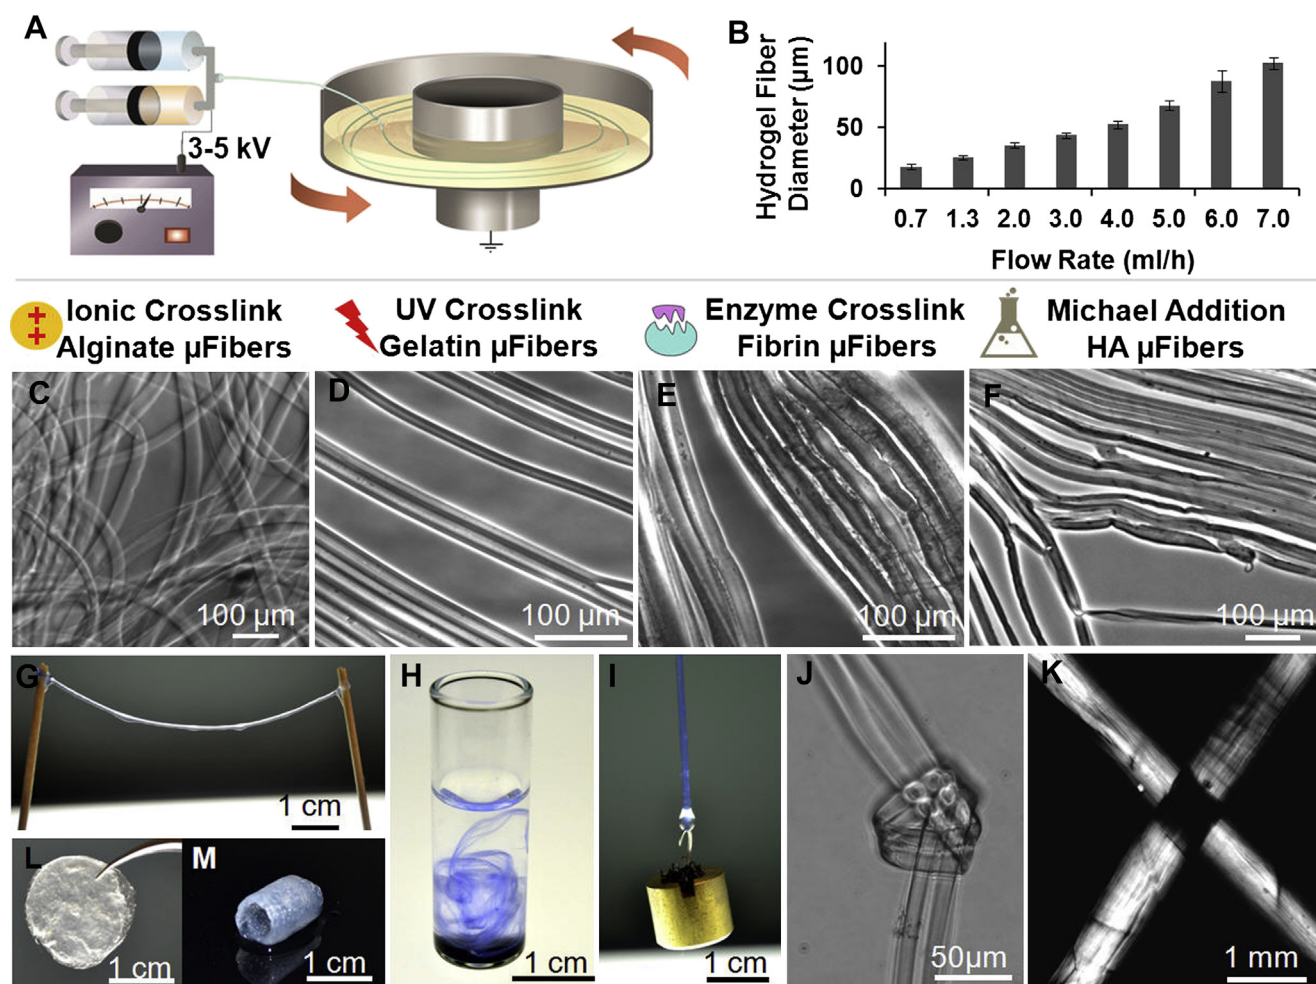 A
3-5 kV
B
Hydrogel Fiber
Diameter (µm)
100
50
0
0.7 1.3 2.0 3.0 4.0 5.0 6.0 7.0
Flow Rate (ml/h)
Ionic Crosslink
Alginate µFibers
UV Crosslink
Gelatin µFibers
Enzyme Crosslink
Fibrin µFibers
Michael Addition
HA µFibers
C
100 µm
D
100 µm
E
100 µm
F
100 µm
G
1 cm
H
1 cm
I
1 cm
J
50µm
K
1 mm
L
1 cm
M
1 cm